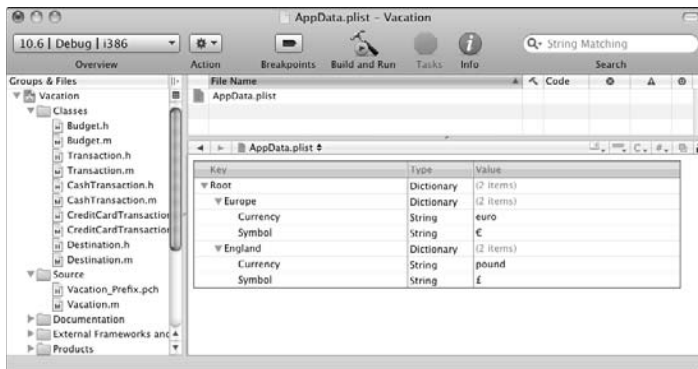 AppData.plist – Vacation
10.6 | Debug | i386
Overview
Action
Breakpoints
Build and Run
Tasks
Info
String Matching
Search
Groups & Files
Vacation
Classes
Budget.h
Budget.m
Transaction.h
Transaction.m
CashTransaction.h
CashTransaction.m
CreditCardTransaction
CreditCardTransaction
Destination.h
Destination.m
Source
Vacation_Prefix.pch
Vacation.m
Documentation
External Frameworks and
Products
File Name
Code
AppData.plist
AppData.plist
C
#
Key Type Value
Root Dictionary (2 items)
Europe Dictionary (2 items)
Currency String euro
Symbol String €
England Dictionary (2 items)
Currency String pound
Symbol String £